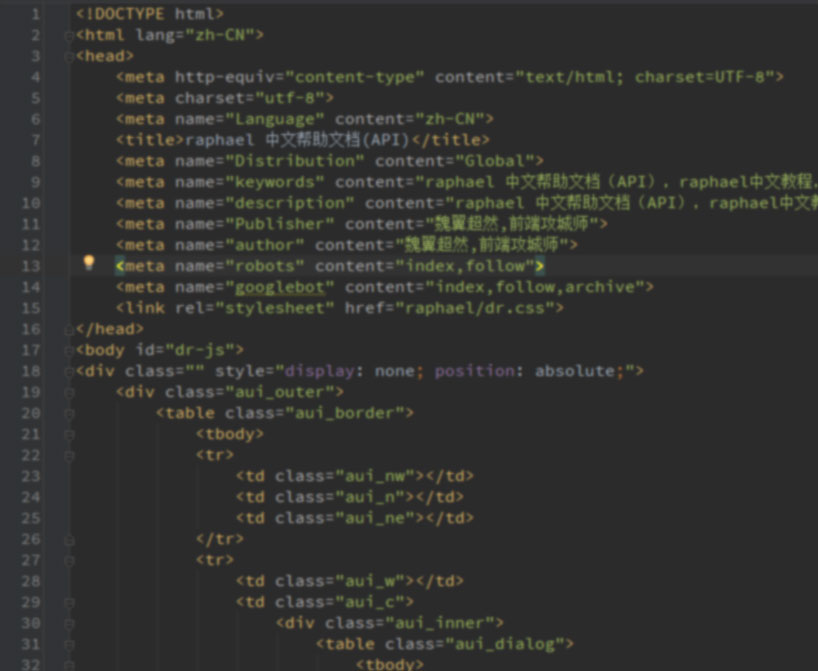 1 <!DOCTYPE html>
2 <html lang="zh-CN">
3 <head>
4 <meta http-equiv="content-type" content="text/html; charset=UTF-8">
5 <meta charset="utf-8">
6 <meta name="Language" content="zh-CN">
7 <title>raphael 中文帮助文档(API)</title>
8 <meta name="Distribution" content="Global">
9 <meta name="keywords" content="raphael 中文帮助文档（API），raphael中文教程,
10 <meta name="description" content="raphael 中文帮助文档（API），raphael中文教
11 <meta name="Publisher" content="魏翼超然,前端攻城师">
12 <meta name="author" content="魏翼超然,前端攻城师">
13 <meta name="robots" content="index,follow">
14 <meta name="googlebot" content="index,follow,archive">
15 <link rel="stylesheet" href="raphael/dr.css">
16 </head>
17 <body id="dr-js">
18 <div class="" style="display: none; position: absolute;">
19 <div class="aui_outer">
20 <table class="aui_border">
21 <tbody>
22 <tr>
23 <td class="aui_nw"></td>
24 <td class="aui_n"></td>
25 <td class="aui_ne"></td>
26 </tr>
27 <tr>
28 <td class="aui_w"></td>
29 <td class="aui_c">
30 <div class="aui_inner">
31 <table class="aui_dialog">
32 <tbody>